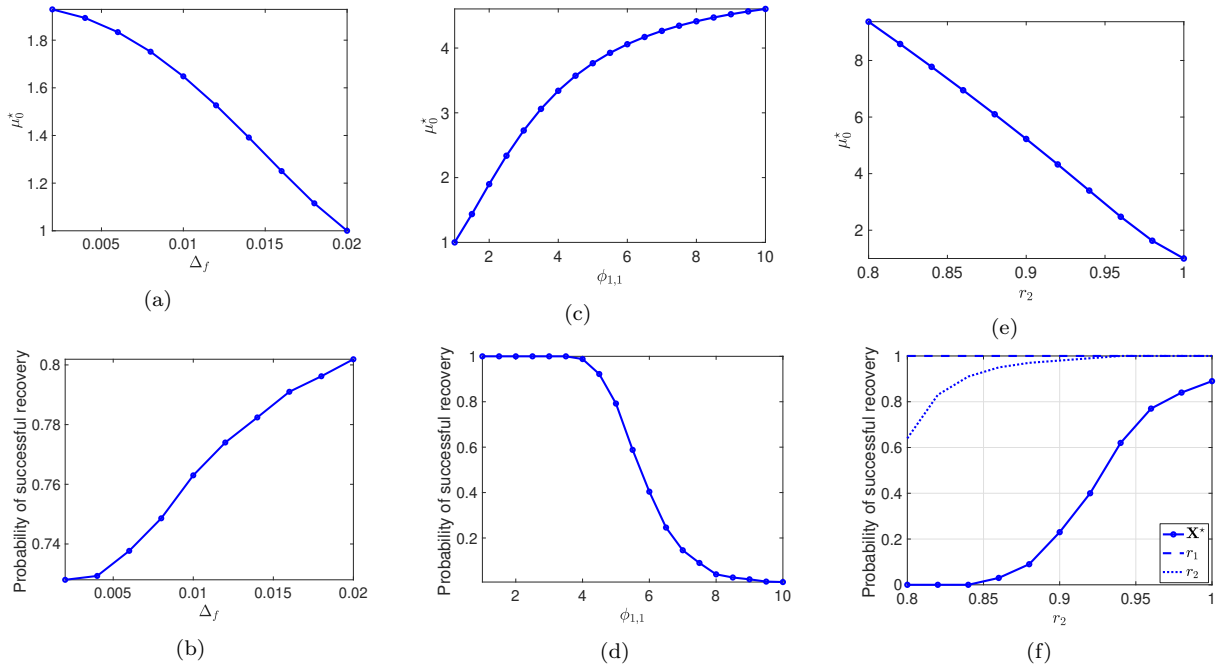 1.8
1.6
1.4
1.2
1
μ₀*
0.005 0.01 0.015 0.02
Δ_f
(a)
4
3
2
1
μ₀*
2 4 6 8 10
ϕ₁,₁
(c)
8
6
4
2
μ₀*
0.8 0.85 0.9 0.95 1
r₂
(e)
Probability of successful recovery
0.8
0.78
0.76
0.74
0.005 0.01 0.015 0.02
Δ_f
(b)
Probability of successful recovery
1
0.8
0.6
0.4
0.2
2 4 6 8 10
ϕ₁,₁
(d)
Probability of successful recovery
1
0.8
0.6
0.4
0.2
0
X*
r₁
r₂
0.8 0.85 0.9 0.95 1
r₂
(f)